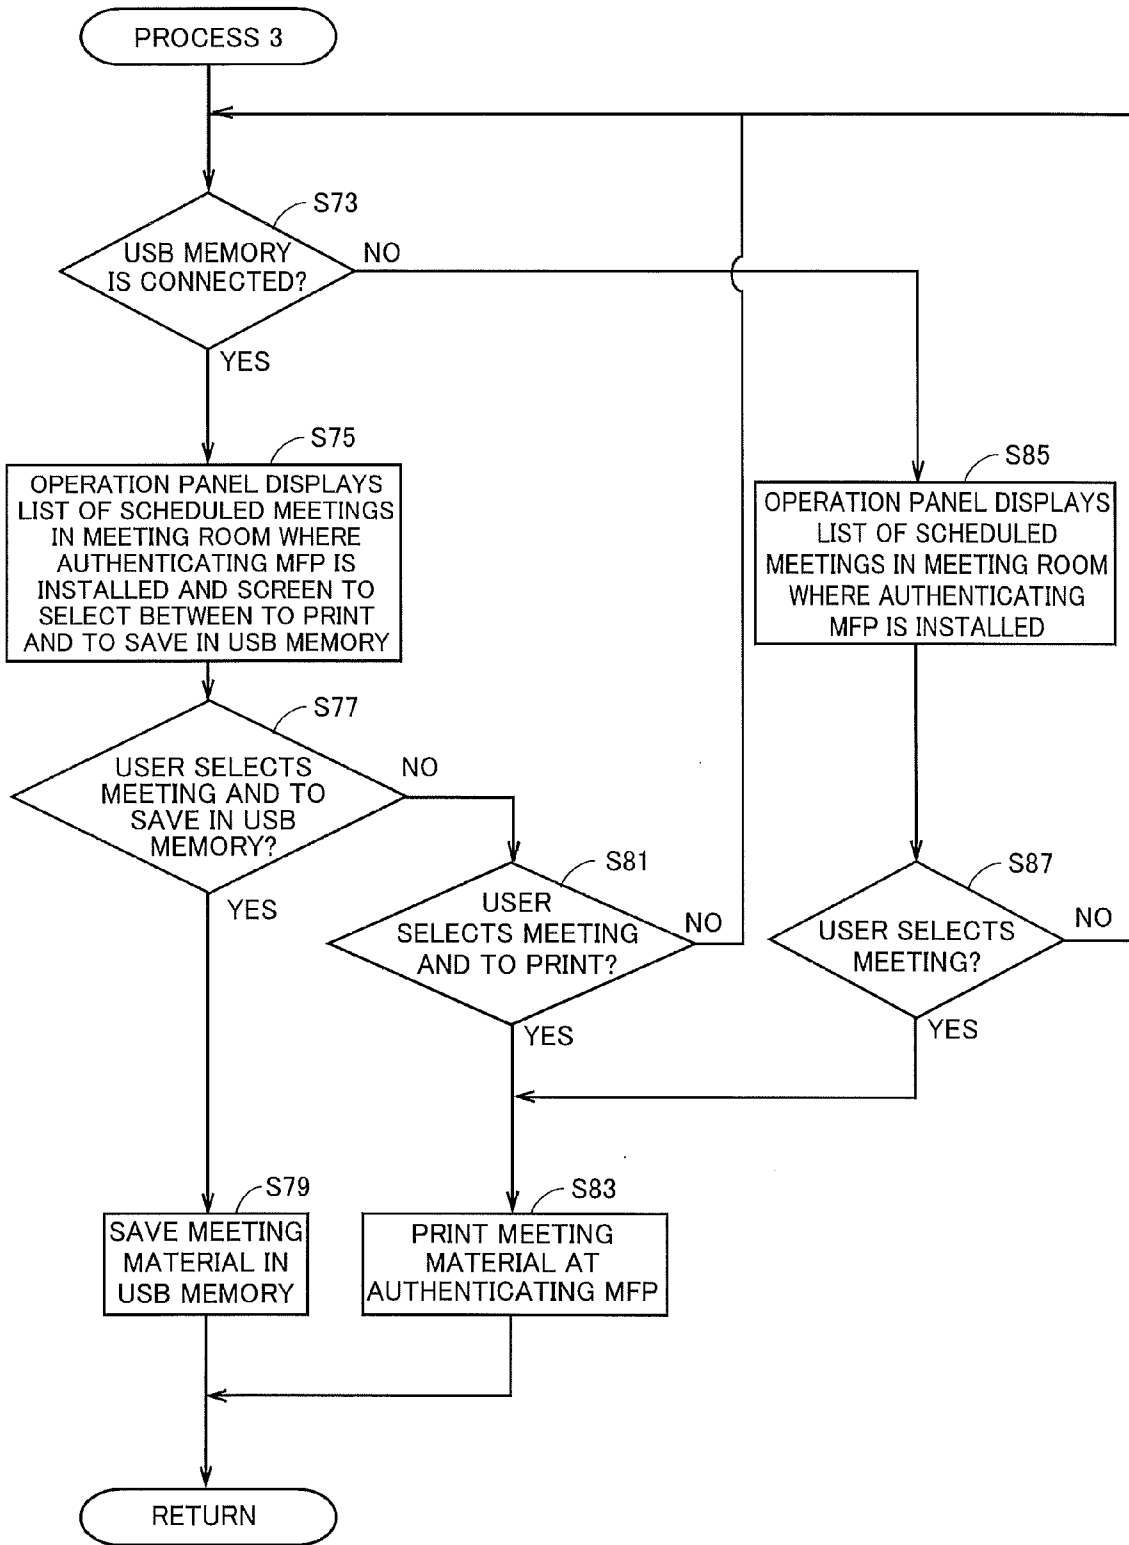 PROCESS 3
S73
USB MEMORY
IS CONNECTED?
NO
YES
S75
OPERATION PANEL DISPLAYS
LIST OF SCHEDULED MEETINGS
IN MEETING ROOM WHERE
AUTHENTICATING MFP IS
INSTALLED AND SCREEN TO
SELECT BETWEEN TO PRINT
AND TO SAVE IN USB MEMORY
S85
OPERATION PANEL DISPLAYS
LIST OF SCHEDULED
MEETINGS IN MEETING ROOM
WHERE AUTHENTICATING
MFP IS INSTALLED
S77
USER SELECTS
MEETING AND TO
SAVE IN USB
MEMORY?
NO
YES
S81
USER
SELECTS MEETING
AND TO PRINT?
NO
YES
S87
USER SELECTS
MEETING?
NO
YES
S79
SAVE MEETING
MATERIAL IN
USB MEMORY
S83
PRINT MEETING
MATERIAL AT
AUTHENTICATING MFP
RETURN